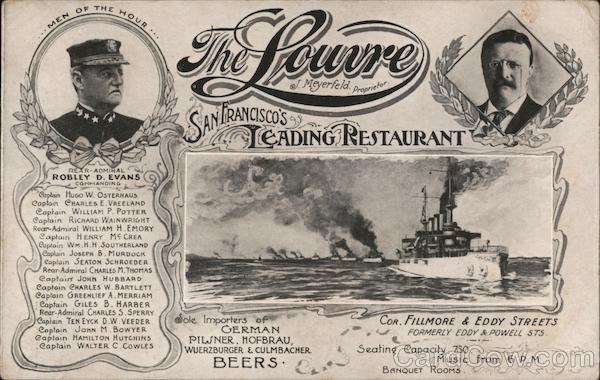 MEN OF THE HOUR
The Louvre
J. Meyerfeld, Proprietor.
SAN FRANCISCO'S
LEADING RESTAURANT
REAR-ADMIRAL
ROBLEY D. EVANS
COMMANDING
Captain HUGO W. OSTERHAUS
Captain CHARLES E. VREELAND
Captain WILLIAM P. POTTER
Captain RICHARD WAINWRIGHT
Rear-Admiral WILLIAM H. EMORY
Captain HENRY MCCREA
Captain WM. H. H. SOUTHERLAND
Captain JOSEPH B. MURDOCK
Captain SEATON SCHROEDER
Rear-Admiral CHARLES M. THOMAS
Captain JOHN HUBBARD
Captain CHARLES W. BARTLETT
Captain GREENLIEF A. MERRIAM
Captain GILES B. HARBER
Rear-Admiral CHARLES S. SPERRY
Captain TEN EYCK D. W. VEEDER
Captain JOHN M. BOWYER
Captain HAMILTON HUTCHINS
Captain WALTER C. COWLES
Sole Importers of
GERMAN
PILSNER, HOFBRAU,
WUERZBURGER & CULMBACHER
BEERS.
COR. FILLMORE & EDDY STREETS
FORMERLY EDDY & POWELL STS.
Seating Capacity 750
Music from 6 P.M.
BANQUET ROOMS.
CardCow.com